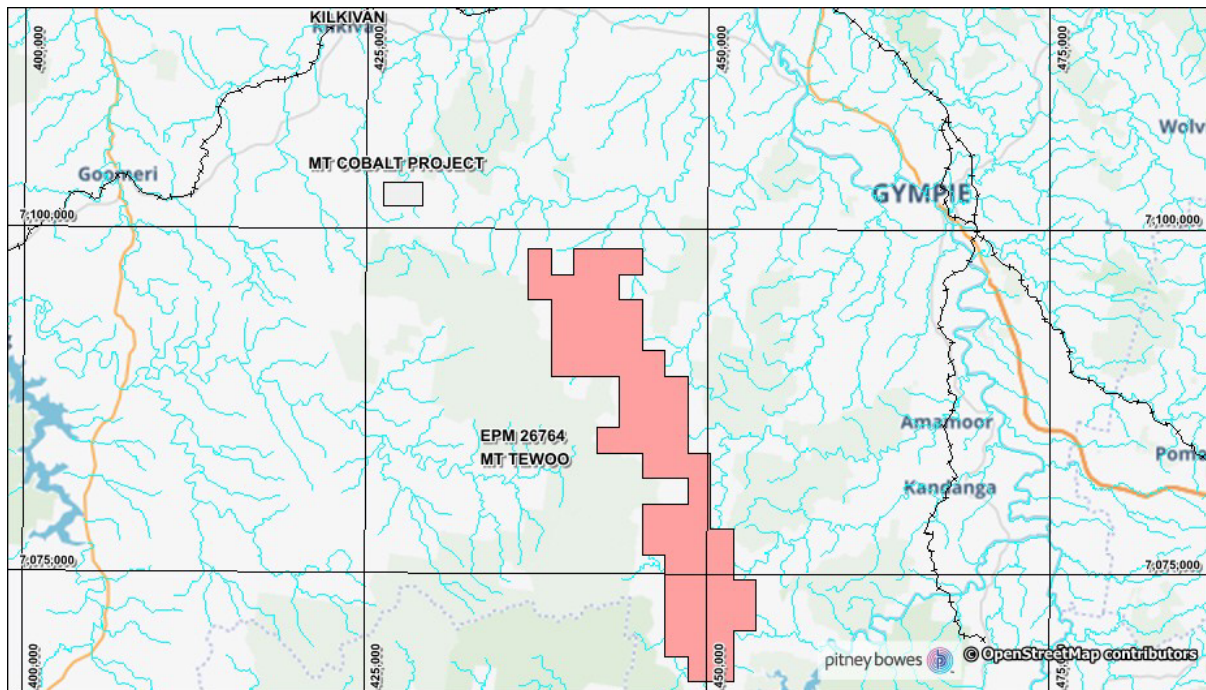 KILKIVAN
Kilkivan
400,000
425,000
450,000
475,000
Wolv
MT COBALT PROJECT
Goomeri
GYMPIE
7,100,000
7,100,000
Amamoor
EPM 26764
MT TEWOO
Poma
Kandanga
7,075,000
7,075,000
400,000
425,000
450,000
475,000
pitney bowes
© OpenStreetMap contributors